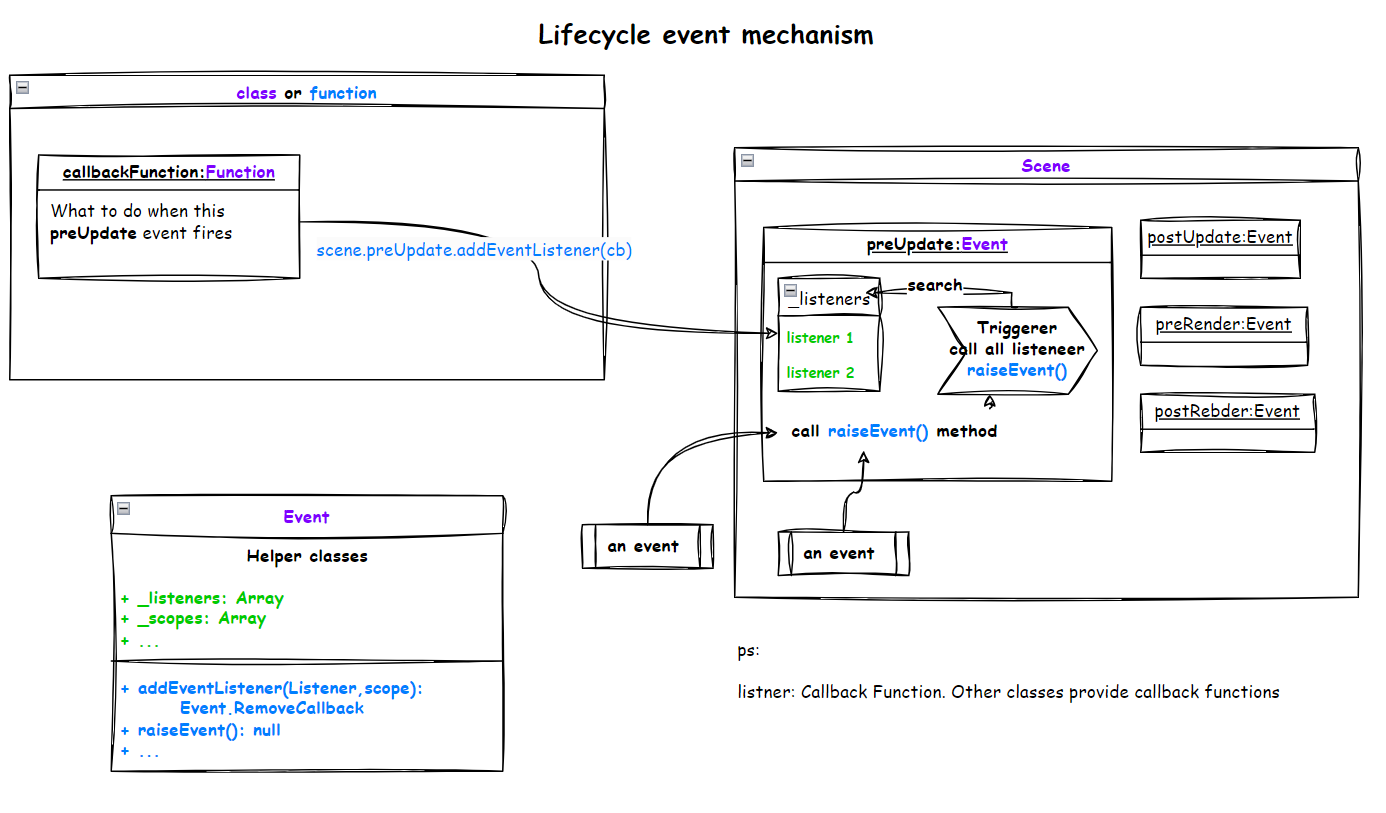 Lifecycle event mechanism
class or function
callbackFunction:Function
What to do when this
preUpdate event fires
scene.preUpdate.addEventListener(cb)
Scene
preUpdate:Event
_listeners
search
listener 1
listener 2
Triggerer
call all listeneer
raiseEvent()
call raiseEvent() method
an event
an event
postUpdate:Event
preRender:Event
postRebder:Event
Event
Helper classes
+ _listeners: Array
+ _scopes: Array
+ ...
+ addEventListener(Listener,scope):
Event.RemoveCallback
+ raiseEvent(): null
+ ...
ps:
listner: Callback Function. Other classes provide callback functions